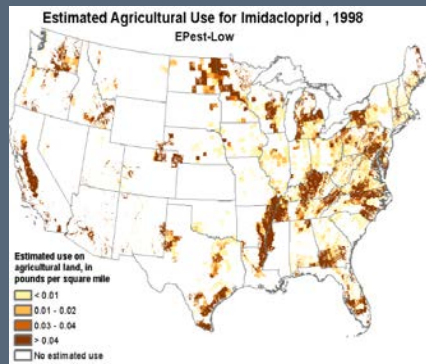 Estimated Agricultural Use for Imidacloprid , 1998
EPest-Low
Estimated use on
agricultural land, in
pounds per square mile
< 0.01
0.01 - 0.02
0.03 - 0.04
> 0.04
No estimated use